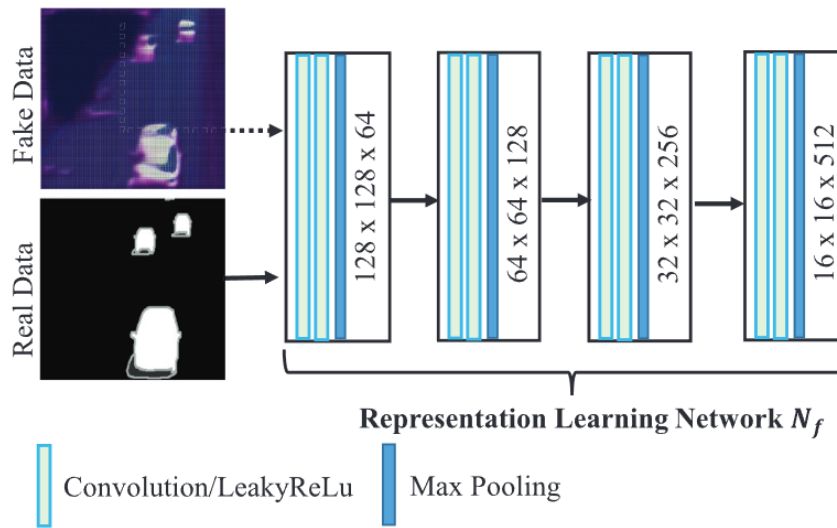 Fake Data
Real Data
128 x 128 x 64
64 x 64 x 128
32 x 32 x 256
16 x 16 x 512
Representation Learning Network N_f
Convolution/LeakyReLu
Max Pooling